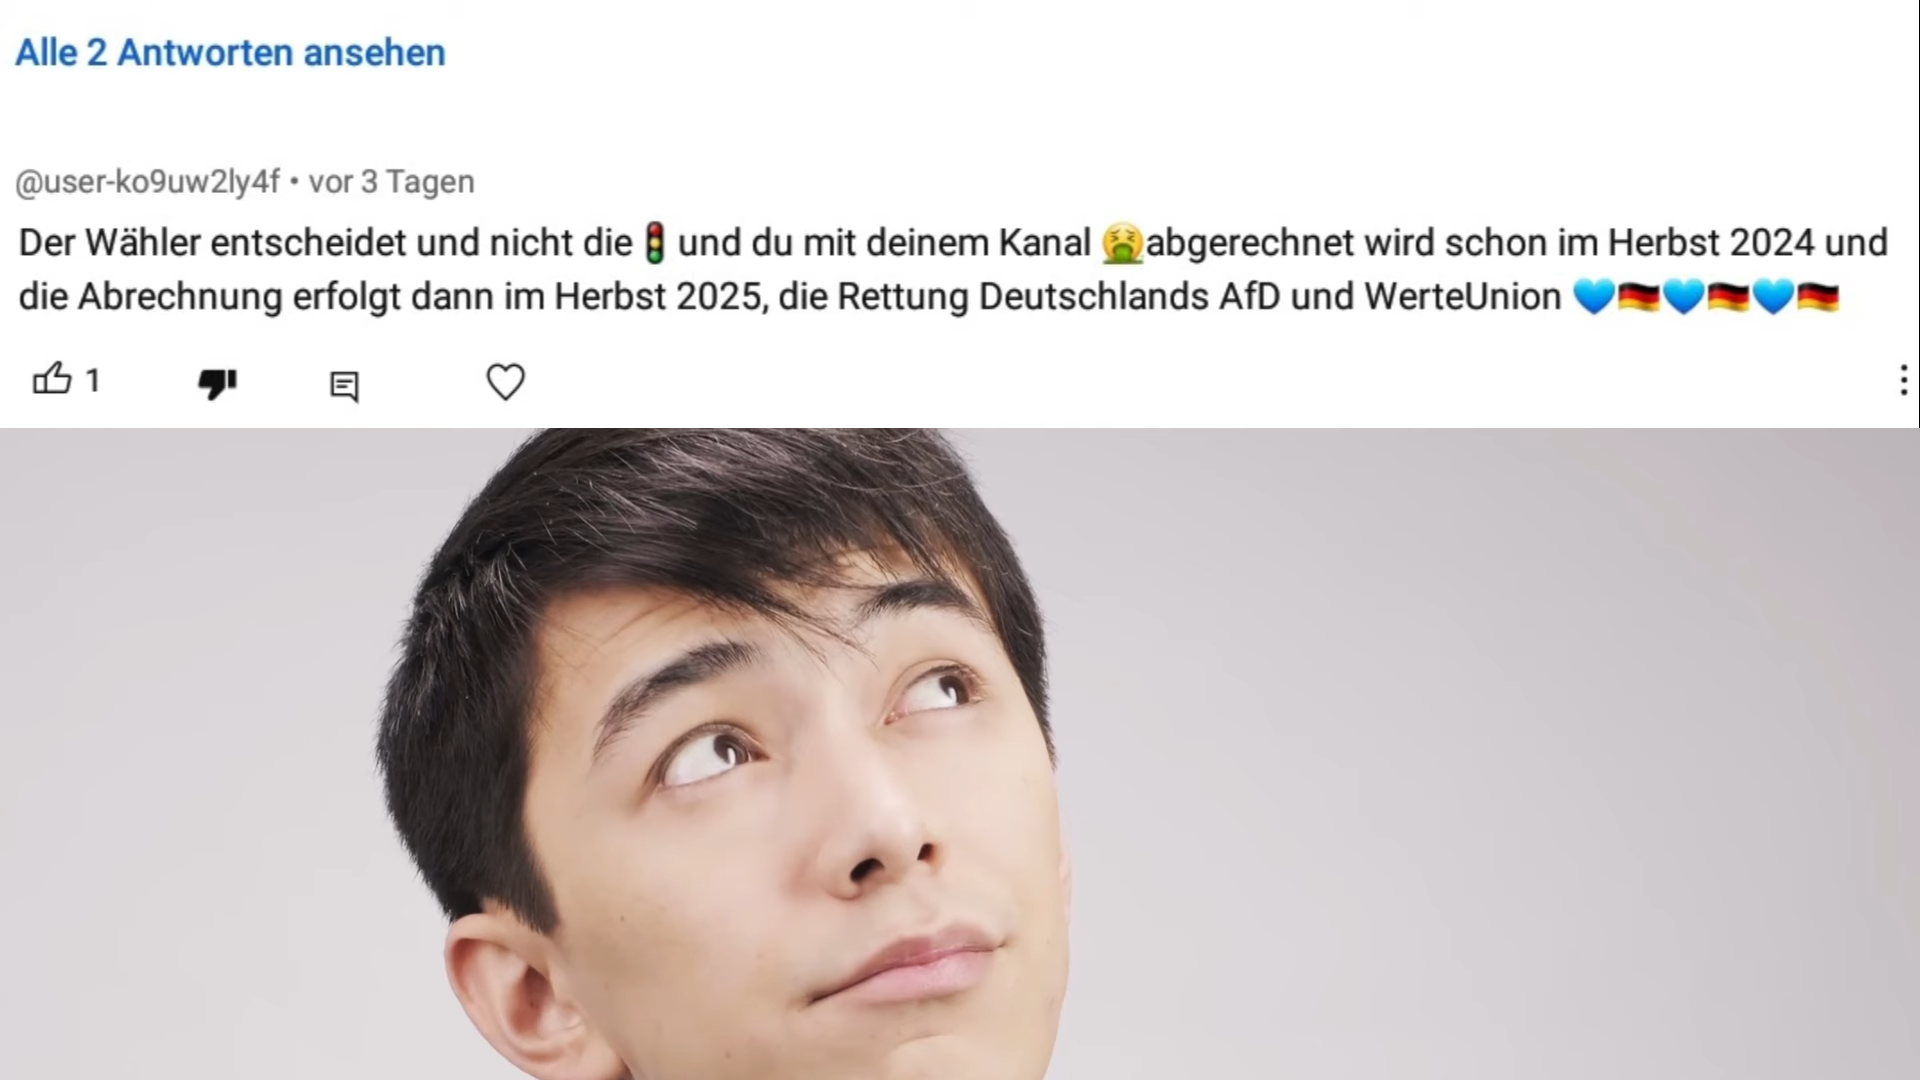 Alle 2 Antworten ansehen
@user-ko9uw2ly4f • vor 3 Tagen
Der Wähler entscheidet und nicht die🚦und du mit deinem Kanal 🤮abgerechnet wird schon im Herbst 2024 und
die Abrechnung erfolgt dann im Herbst 2025, die Rettung Deutschlands AfD und WerteUnion 💙🇩🇪💙🇩🇪💙🇩🇪
1